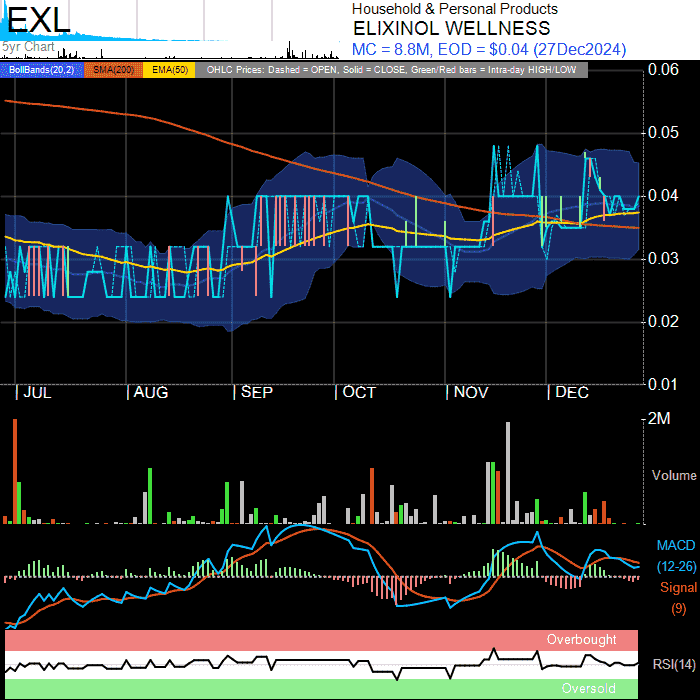 EXL
Household & Personal Products
ELIXINOL WELLNESS
5yr Chart
MC = 8.8M, EOD = $0.04 (27Dec2024)
BollBands(20,2) SMA(200) EMA(50) OHLC Prices: Dashed = OPEN, Solid = CLOSE, Green/Red bars = Intra-day HIGH/LOW
0.06
0.05
0.04
0.03
0.02
0.01
JUL AUG SEP OCT NOV DEC
2M
Volume
MACD
(12-26)
Signal
(9)
Overbought
RSI(14)
Oversold